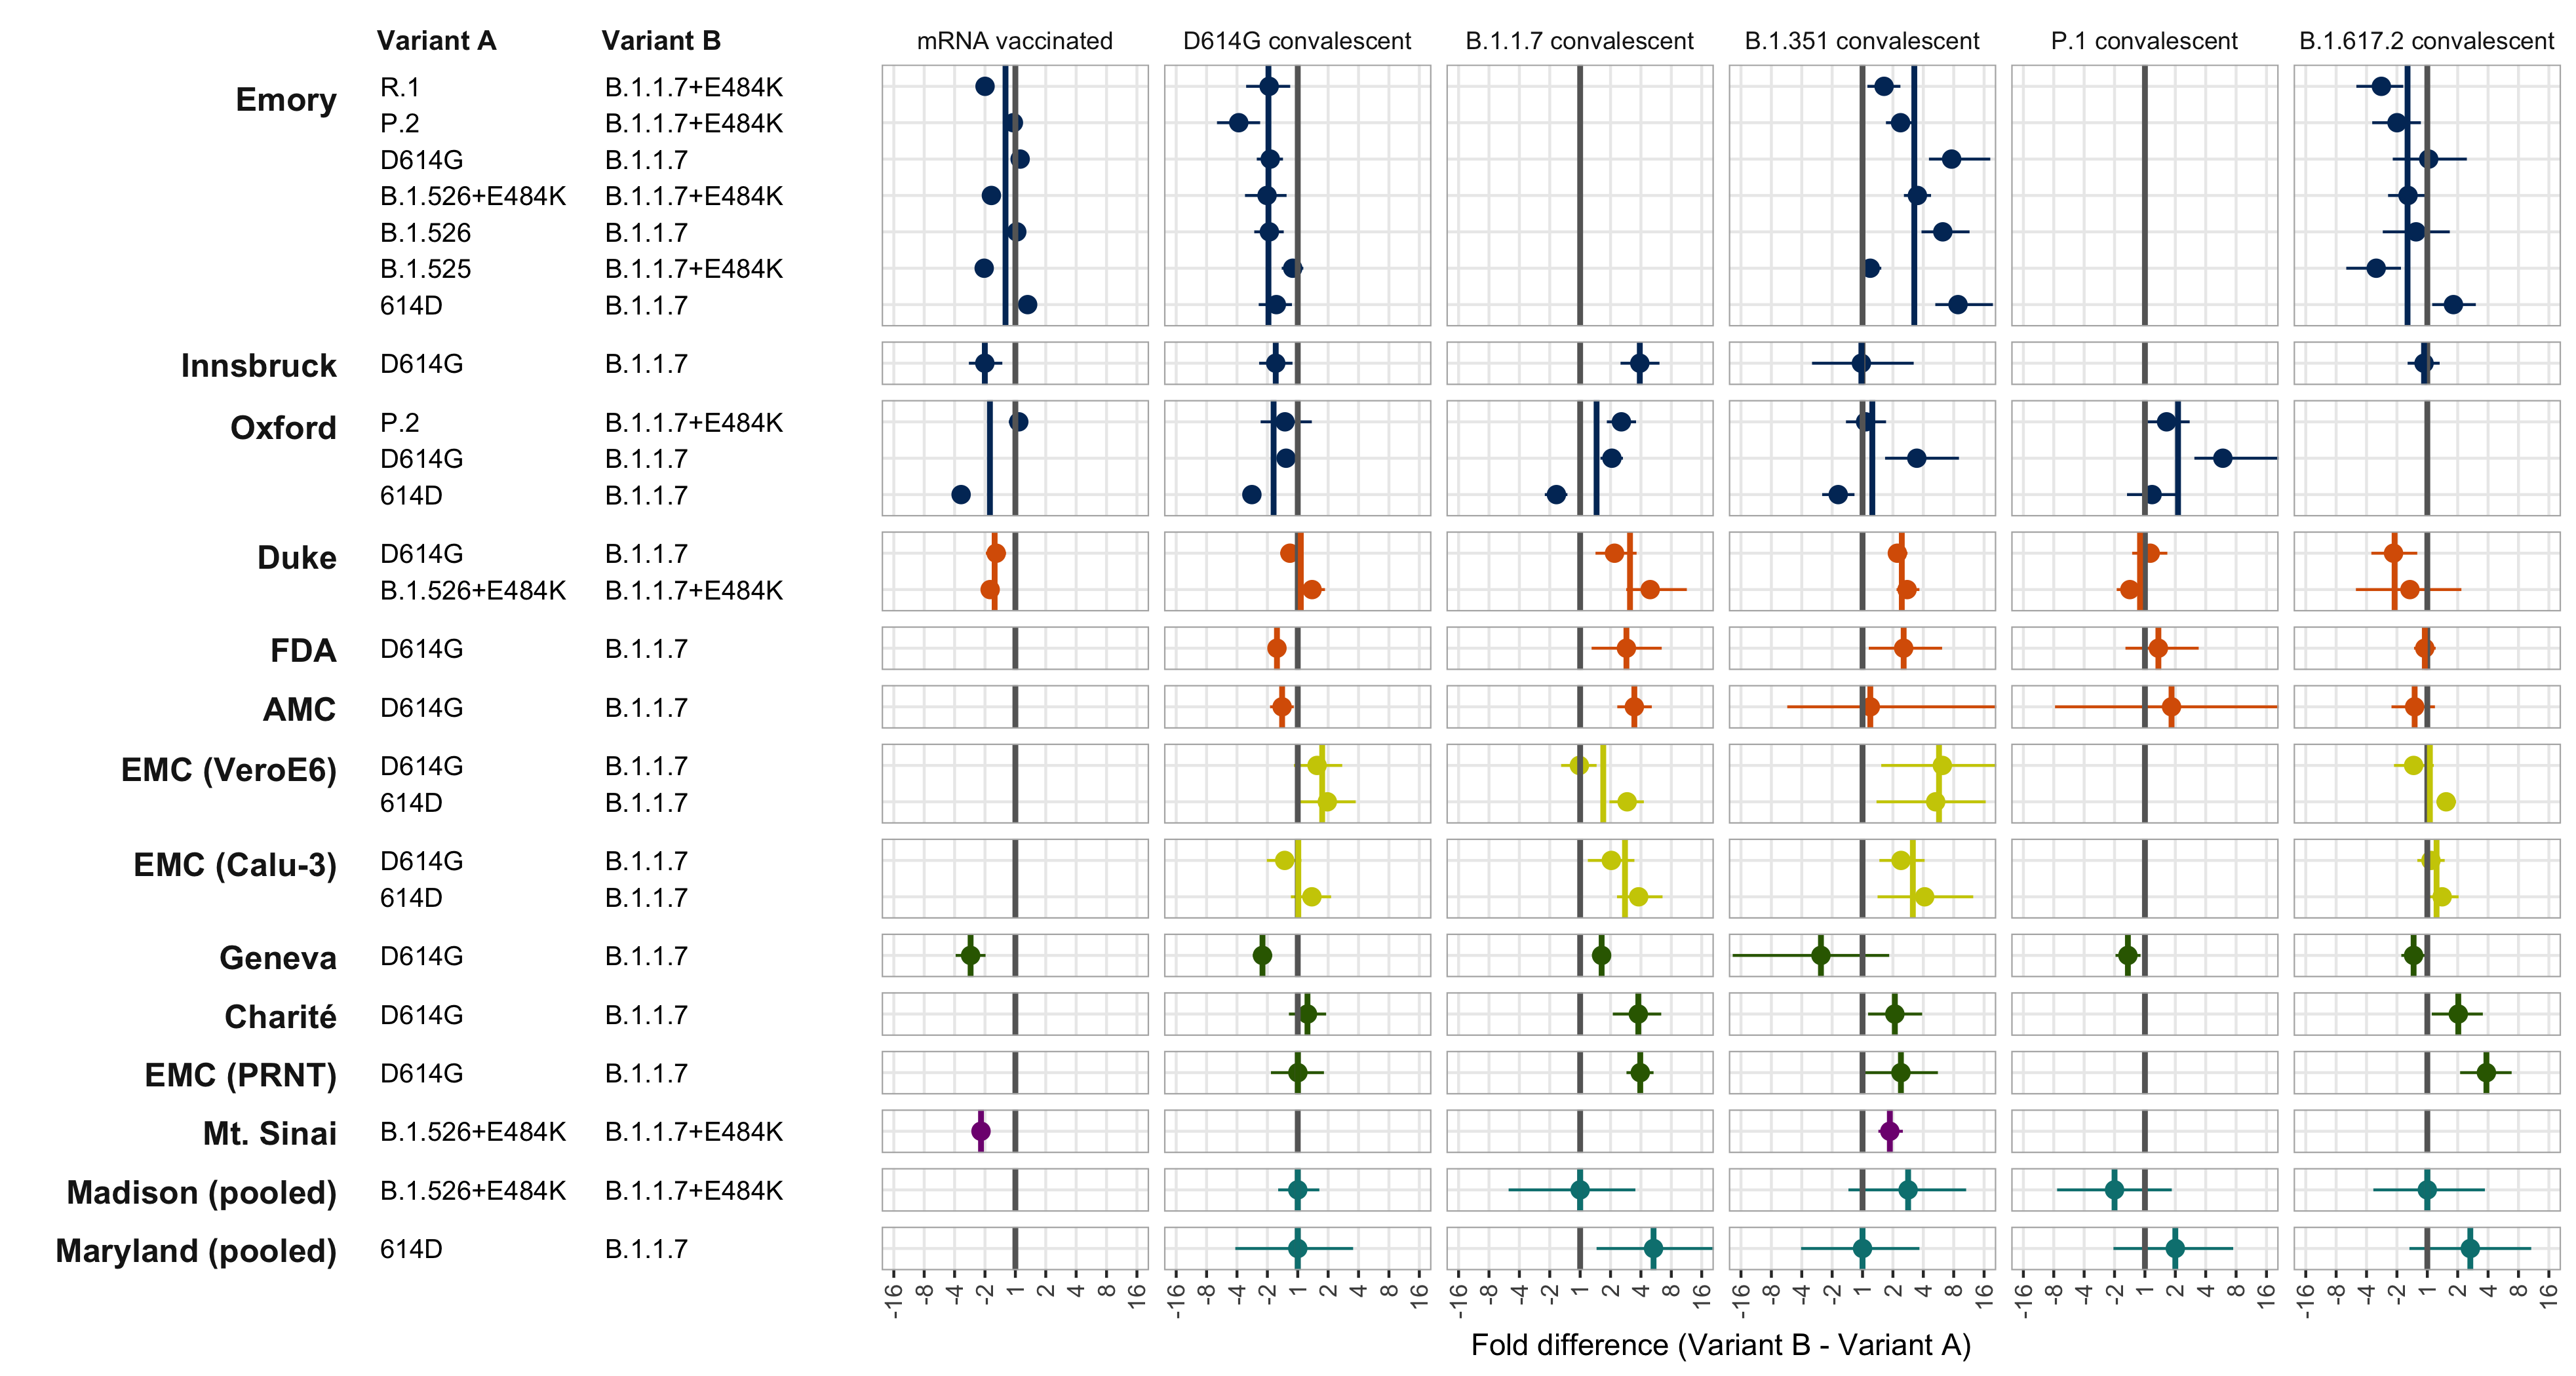 Variant A Variant B mRNA vaccinated D614G convalescent B.1.1.7 convalescent B.1.351 convalescent P.1 convalescent B.1.617.2 convalescent
Emory R.1 B.1.1.7+E484K
P.2 B.1.1.7+E484K
D614G B.1.1.7
B.1.526+E484K B.1.1.7+E484K
B.1.526 B.1.1.7
B.1.525 B.1.1.7+E484K
614D B.1.1.7
Innsbruck D614G B.1.1.7
Oxford P.2 B.1.1.7+E484K
D614G B.1.1.7
614D B.1.1.7
Duke D614G B.1.1.7
B.1.526+E484K B.1.1.7+E484K
FDA D614G B.1.1.7
AMC D614G B.1.1.7
EMC (VeroE6) D614G B.1.1.7
614D B.1.1.7
EMC (Calu-3) D614G B.1.1.7
614D B.1.1.7
Geneva D614G B.1.1.7
Charité D614G B.1.1.7
EMC (PRNT) D614G B.1.1.7
Mt. Sinai B.1.526+E484K B.1.1.7+E484K
Madison (pooled) B.1.526+E484K B.1.1.7+E484K
Maryland (pooled) 614D B.1.1.7
-16 -8 -4 -2 1 2 4 8 16 -16 -8 -4 -2 1 2 4 8 16 -16 -8 -4 -2 1 2 4 8 16 -16 -8 -4 -2 1 2 4 8 16 -16 -8 -4 -2 1 2 4 8 16 -16 -8 -4 -2 1 2 4 8 16
Fold difference (Variant B - Variant A)